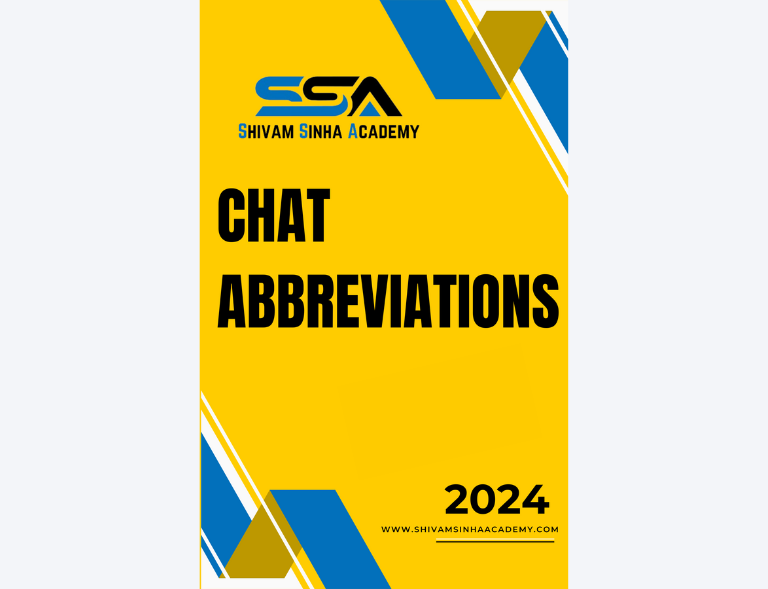 SSA
SHIVAM SINHA ACADEMY
CHAT
ABBREVIATIONS
2024
WWW.SHIVAMSINHAACADEMY.COM